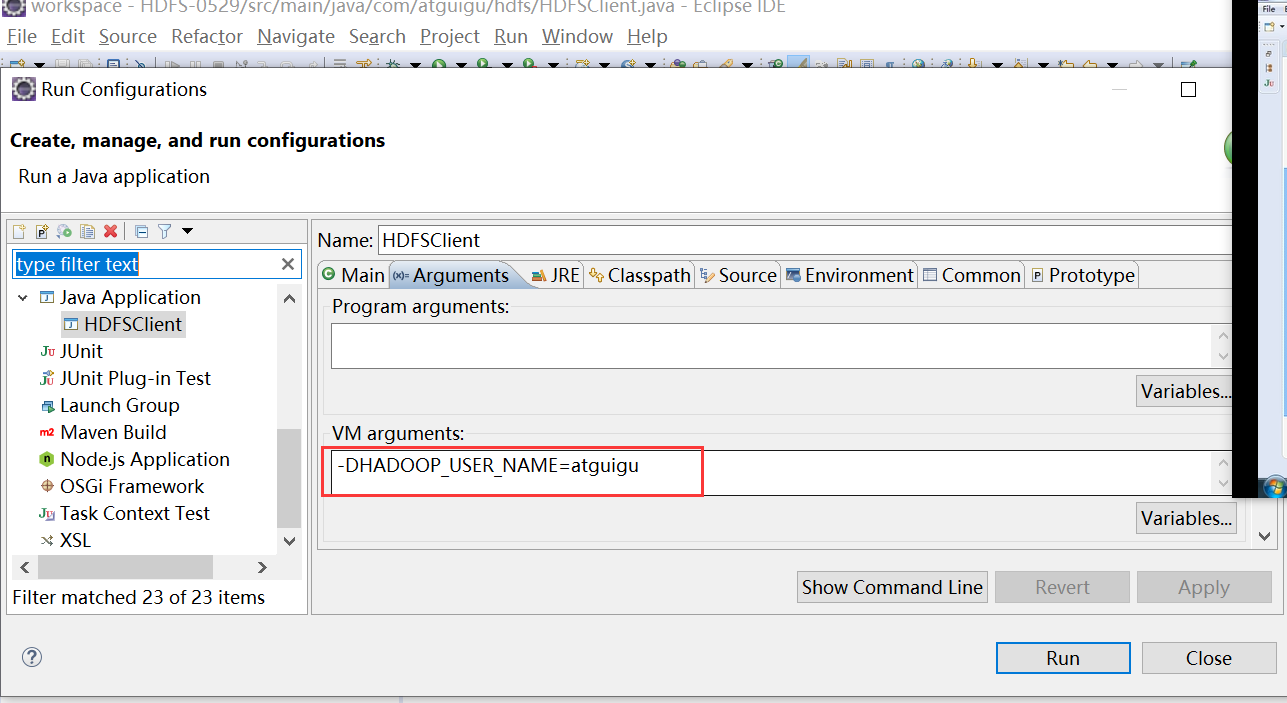 workspace - HDFS-0529/src/main/java/com/atguigu/hdfs/HDFSClient.java - Eclipse IDE
File Edit Source Refactor Navigate Search Project Run Window Help
File
Run Configurations
Create, manage, and run configurations
Run a Java application
type filter text
Java Application
HDFSClient
JUnit
JUnit Plug-in Test
Launch Group
Maven Build
Node.js Application
OSGi Framework
Task Context Test
XSL
Filter matched 23 of 23 items
Name: HDFSClient
Main Arguments JRE Classpath Source Environment Common Prototype
Program arguments:
Variables...
VM arguments:
-DHADOOP_USER_NAME=atguigu
Variables...
Show Command Line Revert Apply
Run Close